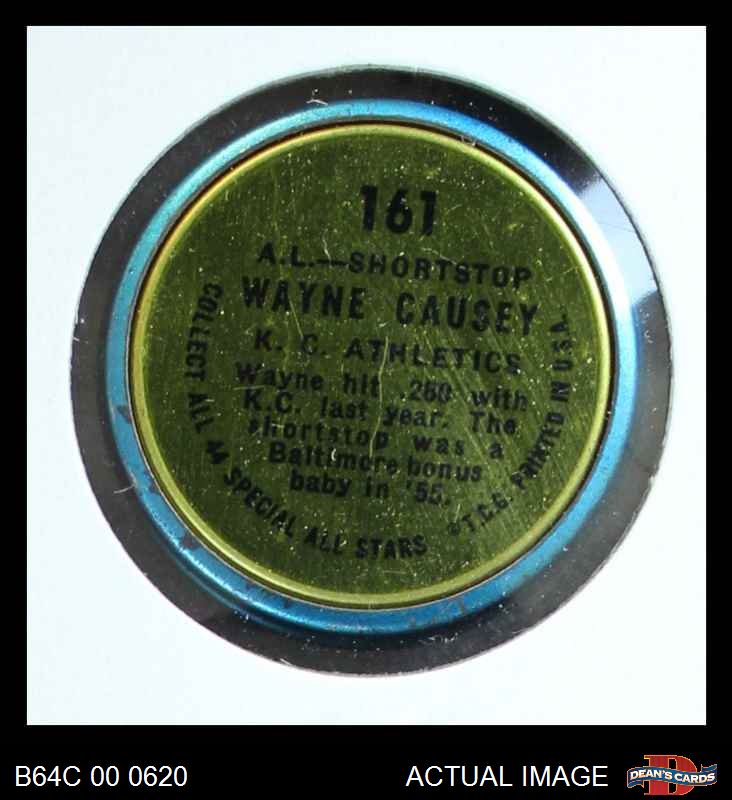 161
A.L.—SHORTSTOP
WAYNE CAUSEY
K. C. ATHLETICS
Wayne hit .280 with
K.C. last year. The
shortstop was a
Baltimore bonus
baby in '55.
COLLECT ALL 44 SPECIAL ALL STARS
©T.C.G. PRINTED IN U.S.A.
B64C 00 0620
ACTUAL IMAGE
D
DEAN'S CARDS